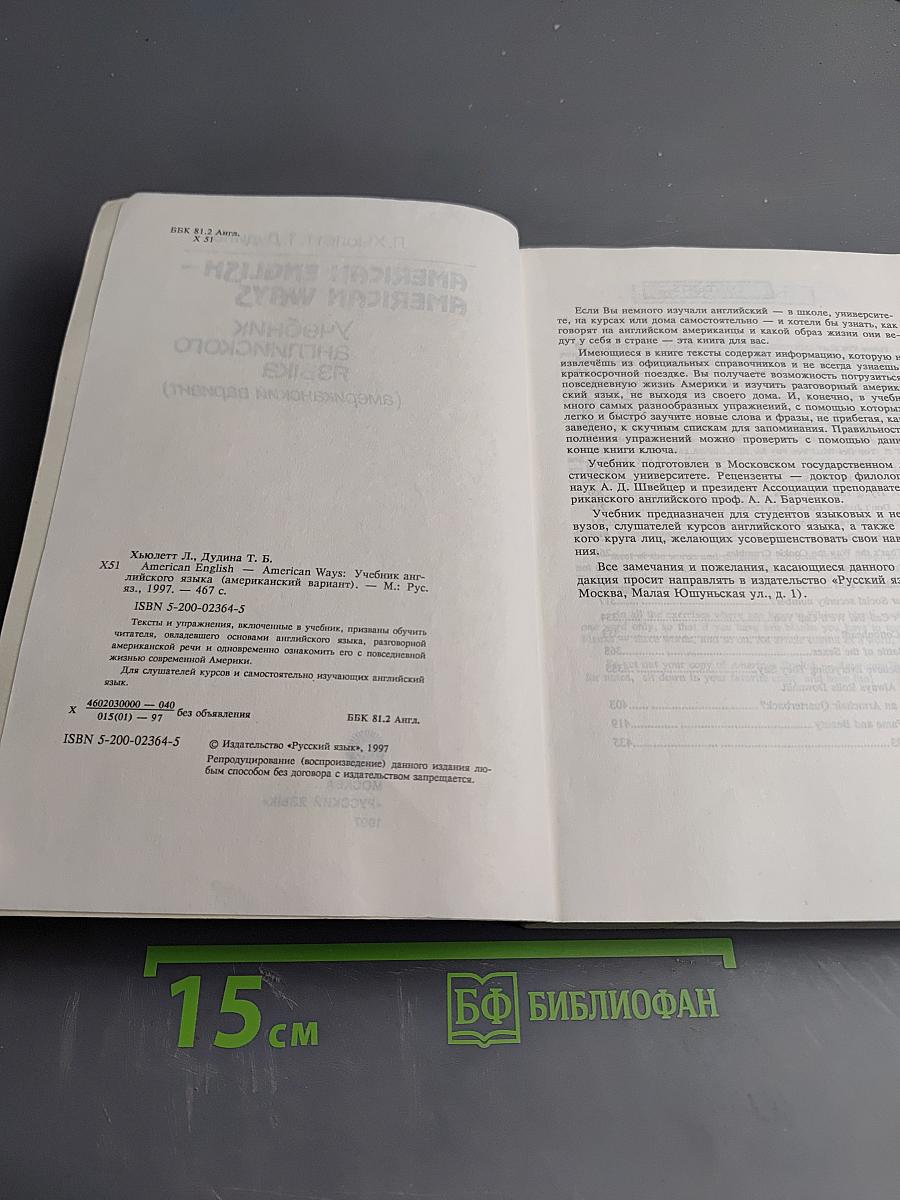 ББК 81.2 Англ.
Х 51
Хьюлетт Л., Дудина Т. Б.
Х51 American English — American Ways: Учебник анг-
лийского языка (американский вариант). — М.: Рус.
яз., 1997. — 467 с.
ISBN 5-200-02364-5
Тексты и упражнения, включенные в учебник, призваны обучить
читателя, овладевшего основами английского языка, разговорной
американской речи и одновременно ознакомить его с повседневной
жизнью современной Америки.
Для слушателей курсов и самостоятельно изучающих английский
язык.
Х 4602030000 — 040
015(01) — 97 без объявления
ББК 81.2 Англ.
ISBN 5-200-02364-5
© Издательство «Русский язык», 1997
Репродуцирование (воспроизведение) данного издания лю-
бым способом без договора с издательством запрещается.
Если Вы немного изучали английский — в школе, университе-
те, на курсах или дома самостоятельно — и хотели бы узнать, как
говорят на английском американцы и какой образ жизни они ве-
дут у себя в стране — эта книга для вас.
Имеющиеся в книге тексты содержат информацию, которую н
извлечёшь из официальных справочников и не всегда узнаешь
краткосрочной поездке. Вы получаете возможность погрузиться
повседневную жизнь Америки и изучить разговорный америк
ский язык, не выходя из своего дома. И, конечно, в учебн
много самых разнообразных упражнений, с помощью которых
легко и быстро заучите новые слова и фразы, не прибегая, ка
заведено, к скучным спискам для запоминания. Правильност
полнения упражнений можно проверить с помощью данн
конце книги ключа.
Учебник подготовлен в Московском государственном
стическом университете. Рецензенты — доктор филолог
наук А. Д. Швейцер и президент Ассоциации преподавате
риканского английского проф. А. А. Барченков.
Учебник предназначен для студентов языковых и не
вузов, слушателей курсов английского языка, а также
кого круга лиц, желающих усовершенствовать свои нав
ния.
Все замечания и пожелания, касающиеся данного
дакция просит направлять в издательство «Русский яз
Москва, Малая Юшуньская ул., д. 1).
15 см
БФ БИБЛИОФАН